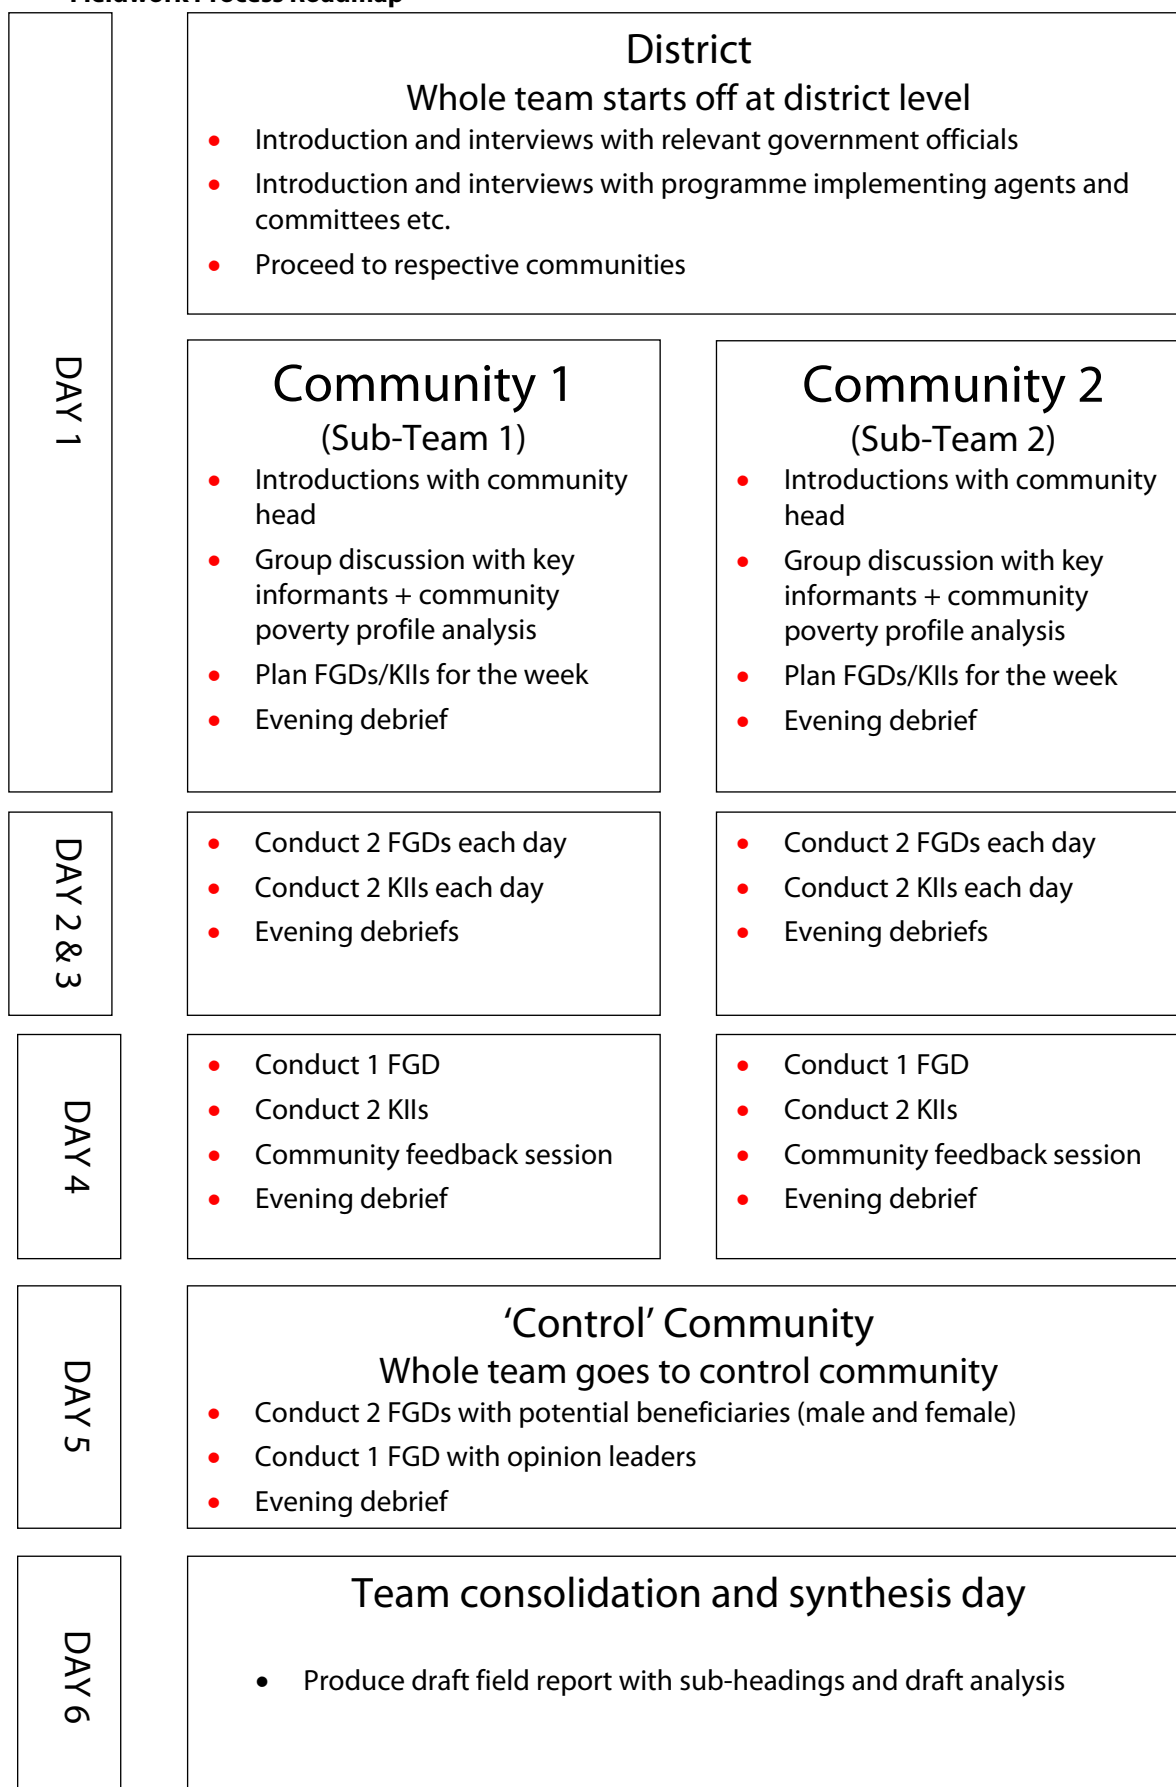 Fieldwork Process Roadmap
DAY 1
District
Whole team starts off at district level
• Introduction and interviews with relevant government officials
• Introduction and interviews with programme implementing agents and
committees etc.
• Proceed to respective communities
Community 1
(Sub-Team 1)
• Introductions with community
head
• Group discussion with key
informants + community
poverty profile analysis
• Plan FGDs/KIIs for the week
• Evening debrief
Community 2
(Sub-Team 2)
• Introductions with community
head
• Group discussion with key
informants + community
poverty profile analysis
• Plan FGDs/KIIs for the week
• Evening debrief
DAY 2 & 3
• Conduct 2 FGDs each day
• Conduct 2 KIIs each day
• Evening debriefs
• Conduct 2 FGDs each day
• Conduct 2 KIIs each day
• Evening debriefs
DAY 4
• Conduct 1 FGD
• Conduct 2 KIIs
• Community feedback session
• Evening debrief
• Conduct 1 FGD
• Conduct 2 KIIs
• Community feedback session
• Evening debrief
DAY 5
‘Control’ Community
Whole team goes to control community
• Conduct 2 FGDs with potential beneficiaries (male and female)
• Conduct 1 FGD with opinion leaders
• Evening debrief
DAY 6
Team consolidation and synthesis day
• Produce draft field report with sub-headings and draft analysis